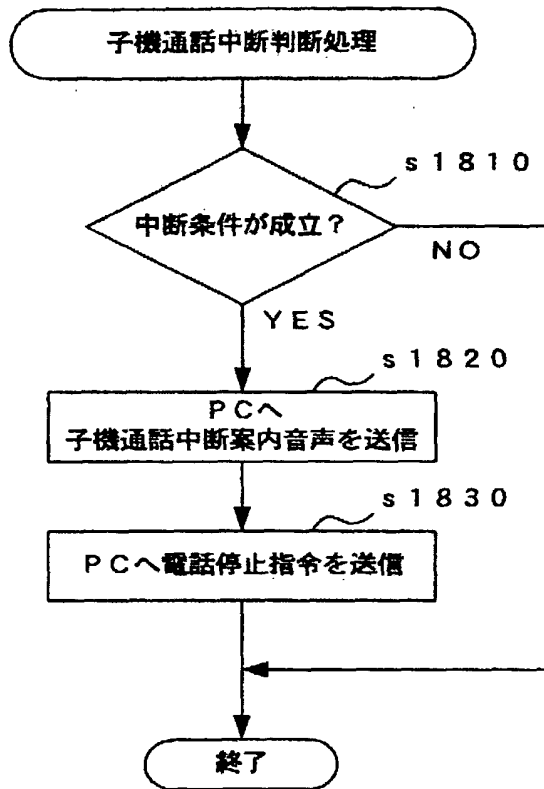 子機通話中断判断処理
s1810
中断条件が成立?
NO
YES
s1820
PCへ
子機通話中断案内音声を送信
s1830
PCへ電話停止指令を送信
終了